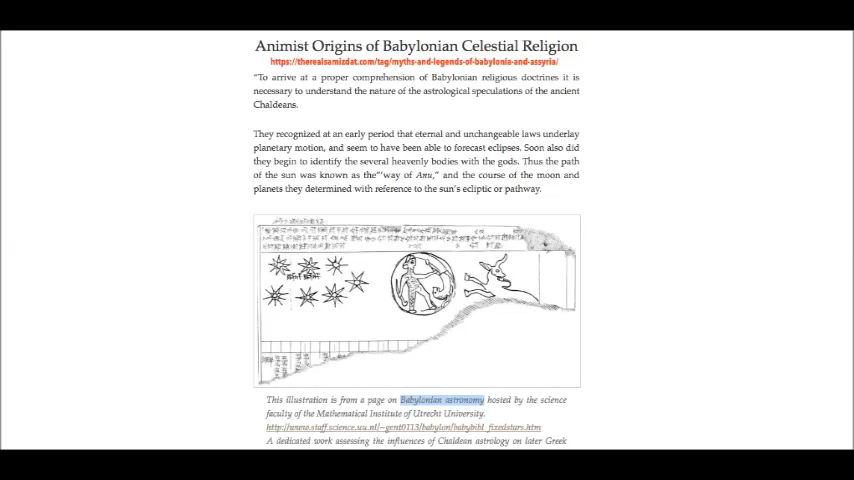 Animist Origins of Babylonian Celestial Religion
https://therealsamizdat.com/tag/myths-and-legends-of-babylonia-and-assyria/
“To arrive at a proper comprehension of Babylonian religious doctrines it is
necessary to understand the nature of the astrological speculations of the ancient
Chaldeans.
They recognized at an early period that eternal and unchangeable laws underlay
planetary motion, and seem to have been able to forecast eclipses. Soon also did
they begin to identify the several heavenly bodies with the gods. Thus the path
of the sun was known as the “‘way of Anu,” and the course of the moon and
planets they determined with reference to the sun’s ecliptic or pathway.
This illustration is from a page on Babylonian astronomy hosted by the science
faculty of the Mathematical Institute of Utrecht University.
http://www.staff.science.uu.nl/~gent0113/babylon/babybibl_fixedstars.htm
A dedicated work assessing the influences of Chaldean astrology on later Greek